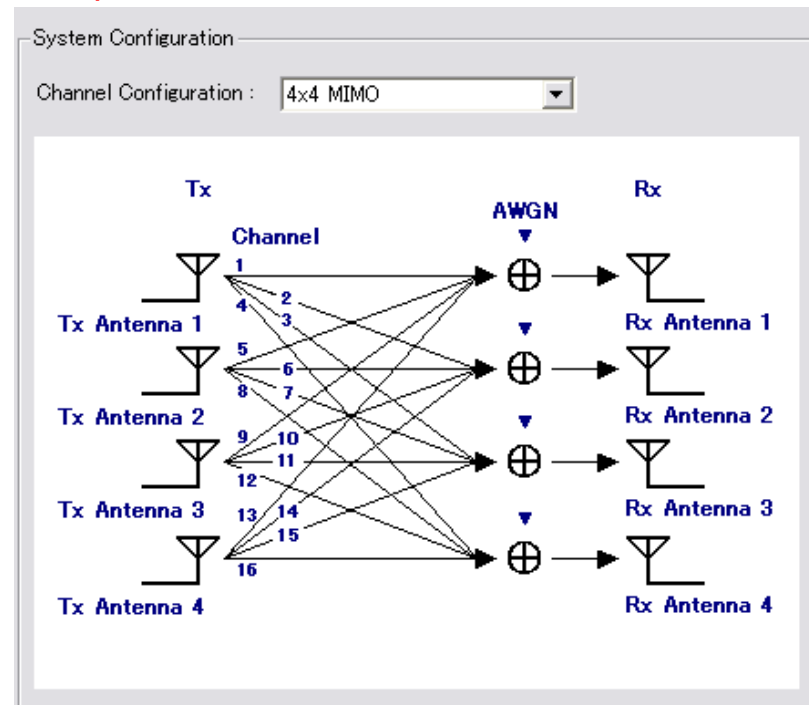 System Configuration
Channel Configuration : 4x4 MIMO
Tx
Rx
AWGN
Channel
1
2
3
4
Tx Antenna 1
Rx Antenna 1
5
6
7
8
Tx Antenna 2
Rx Antenna 2
9
10
11
12
Tx Antenna 3
Rx Antenna 3
13
14
15
16
Tx Antenna 4
Rx Antenna 4